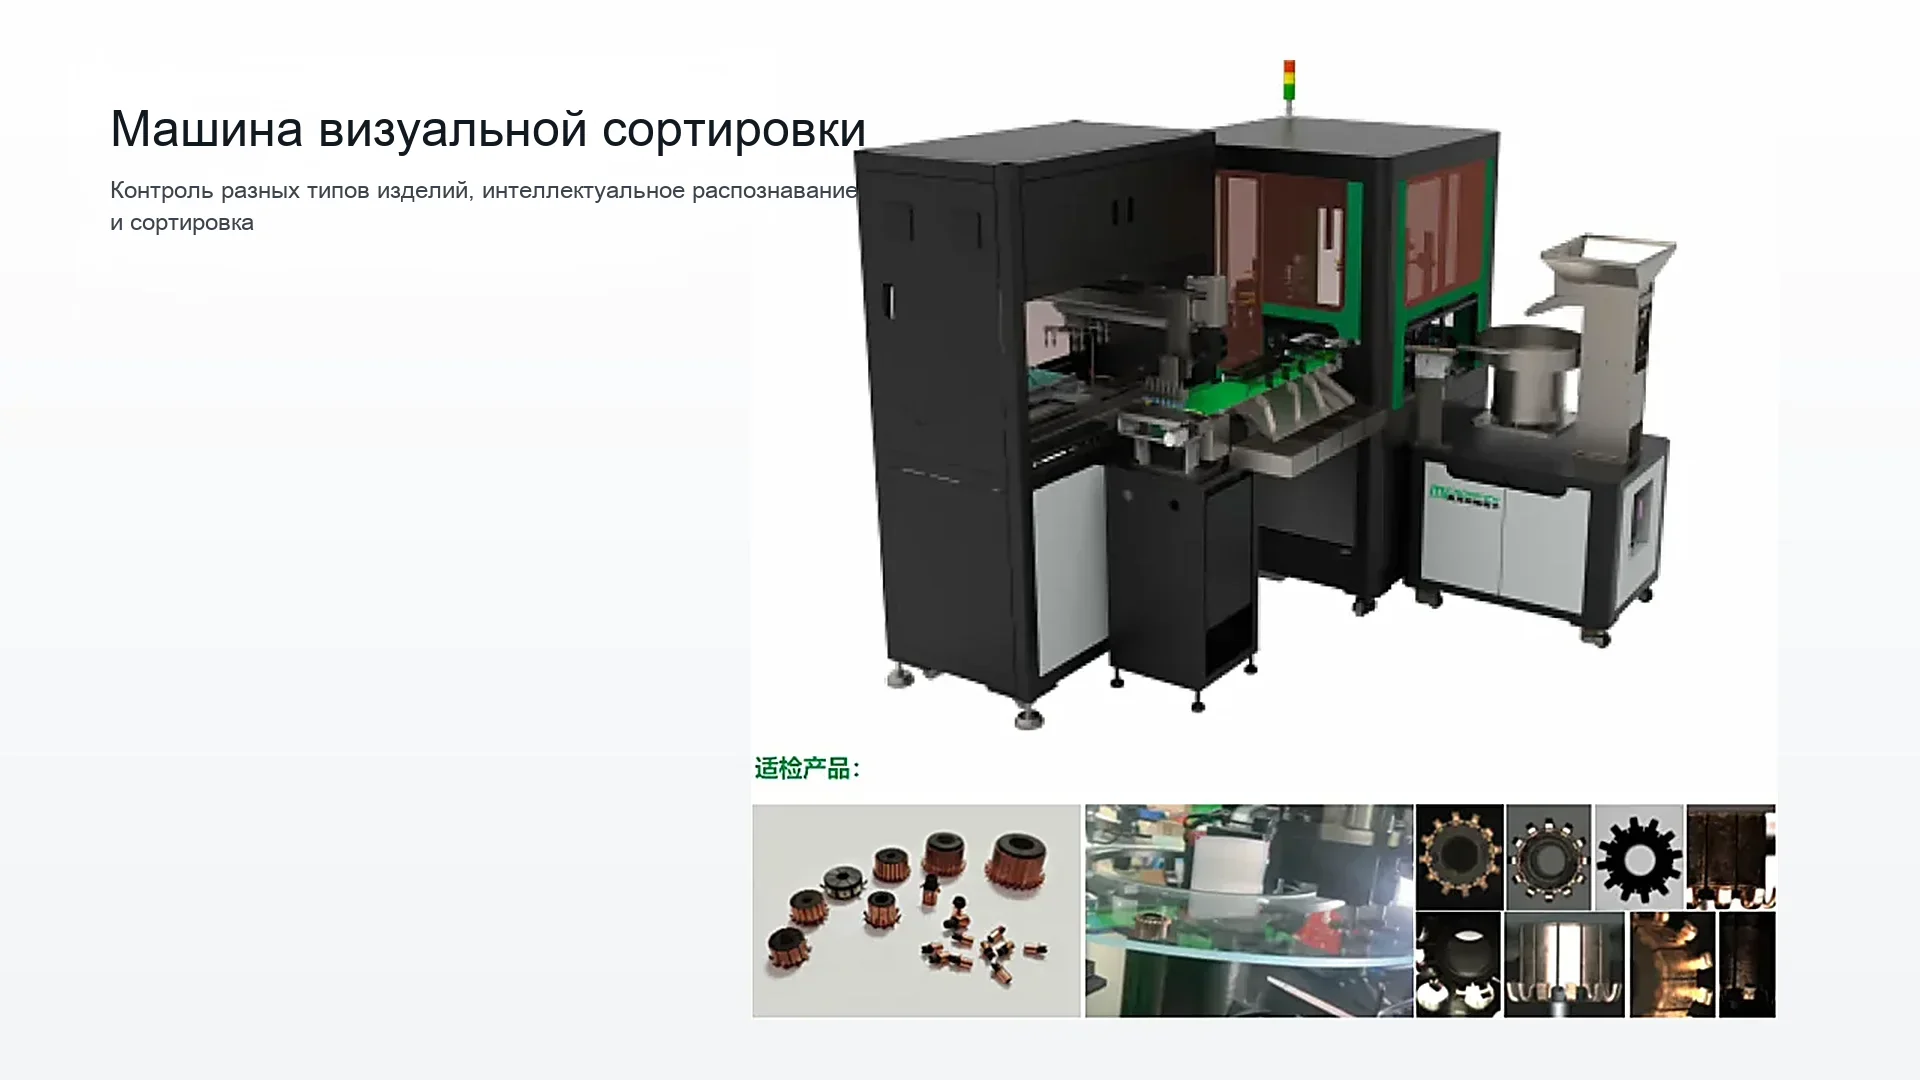 Машина визуальной сортировки
Контроль разных типов изделий, интеллектуальное распознавание
и сортировка
适检产品：